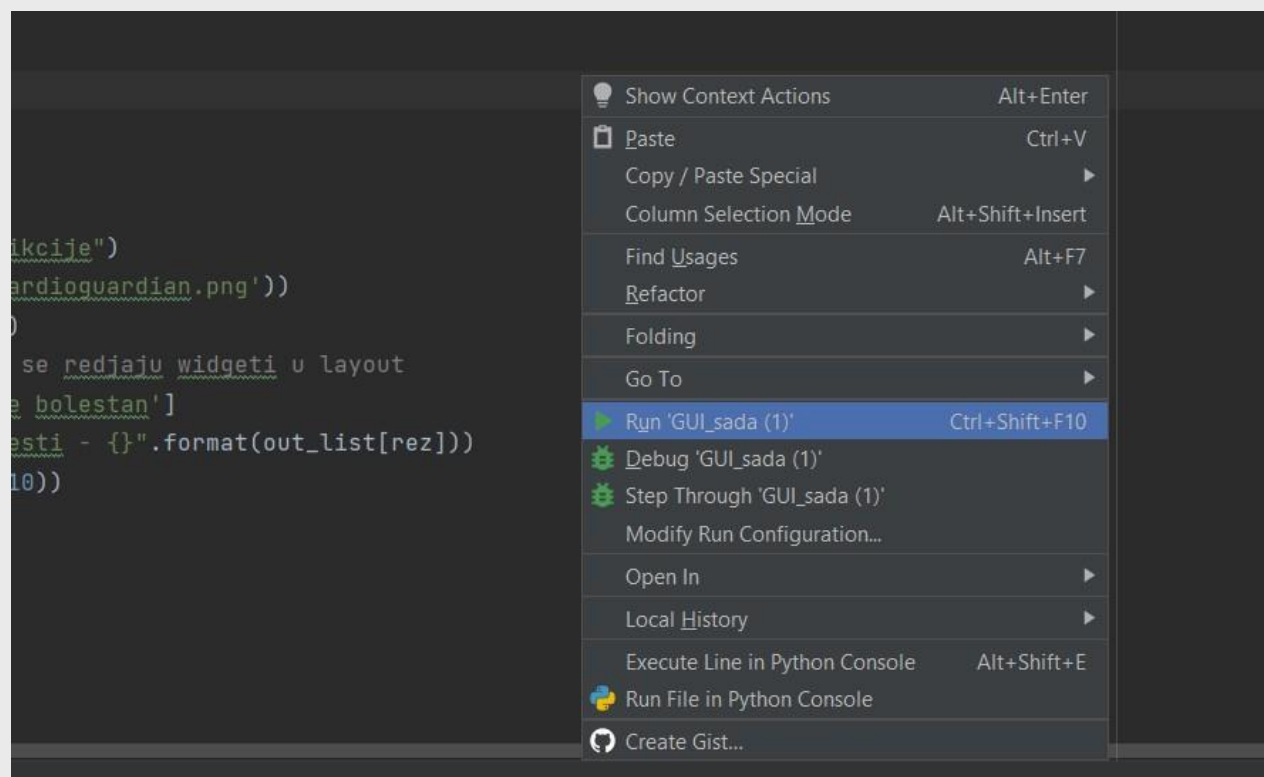 ikcije")
ardioguardian.png'))
)
se redjaju widgeti u layout
e bolestan']
esti - {}".format(out_list[rez]))
10))
Show Context Actions Alt+Enter
Paste Ctrl+V
Copy / Paste Special
Column Selection Mode Alt+Shift+Insert
Find Usages Alt+F7
Refactor
Folding
Go To
Run 'GUI_sada (1)' Ctrl+Shift+F10
Debug 'GUI_sada (1)'
Step Through 'GUI_sada (1)'
Modify Run Configuration...
Open In
Local History
Execute Line in Python Console Alt+Shift+E
Run File in Python Console
Create Gist...